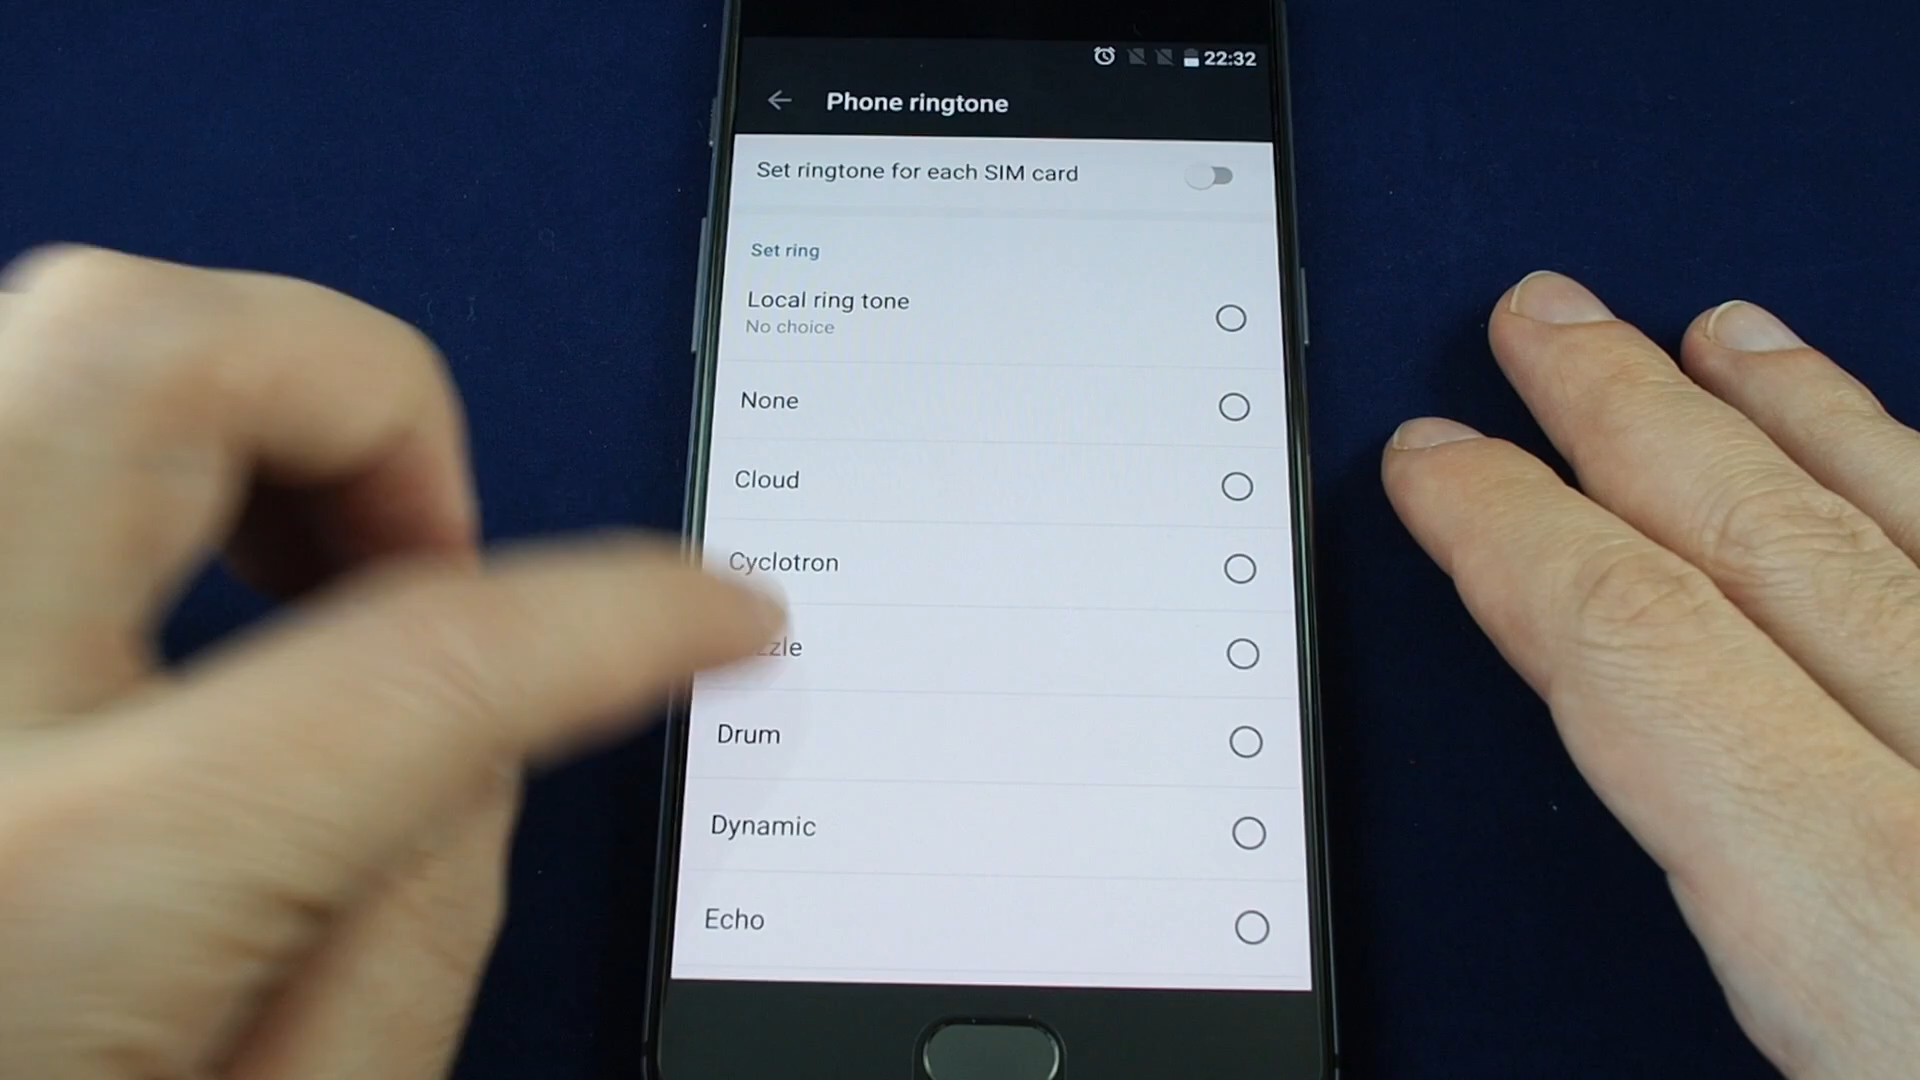 22:32
Phone ringtone
Set ringtone for each SIM card
Set ring
Local ring tone
No choice
None
Cloud
Cyclotron
Drum
Dynamic
Echo